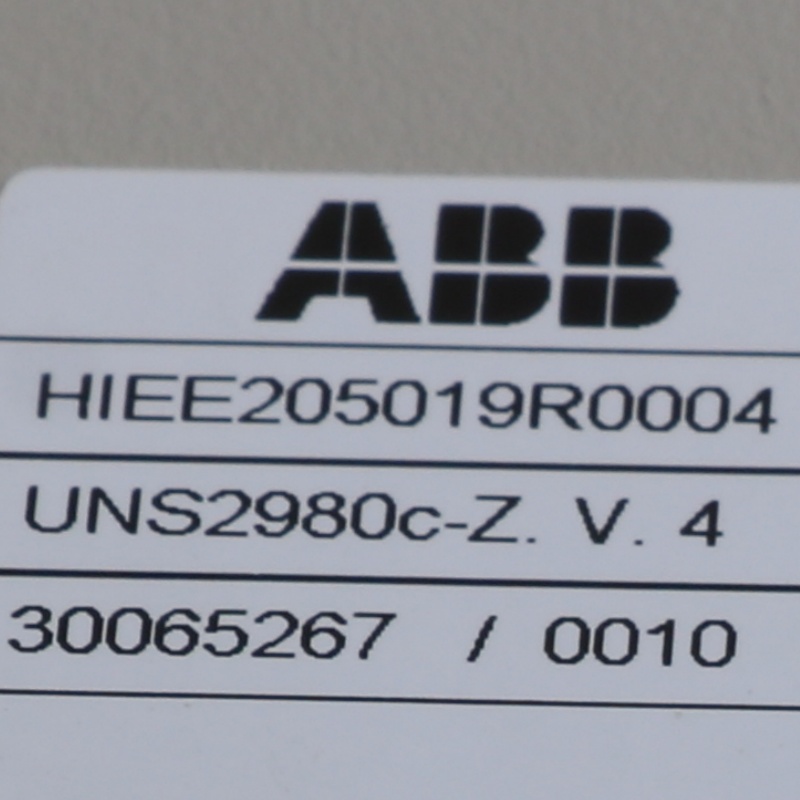 ABB
HIEE205019R0004
UNS2980c-Z. V. 4
30065267 / 0010